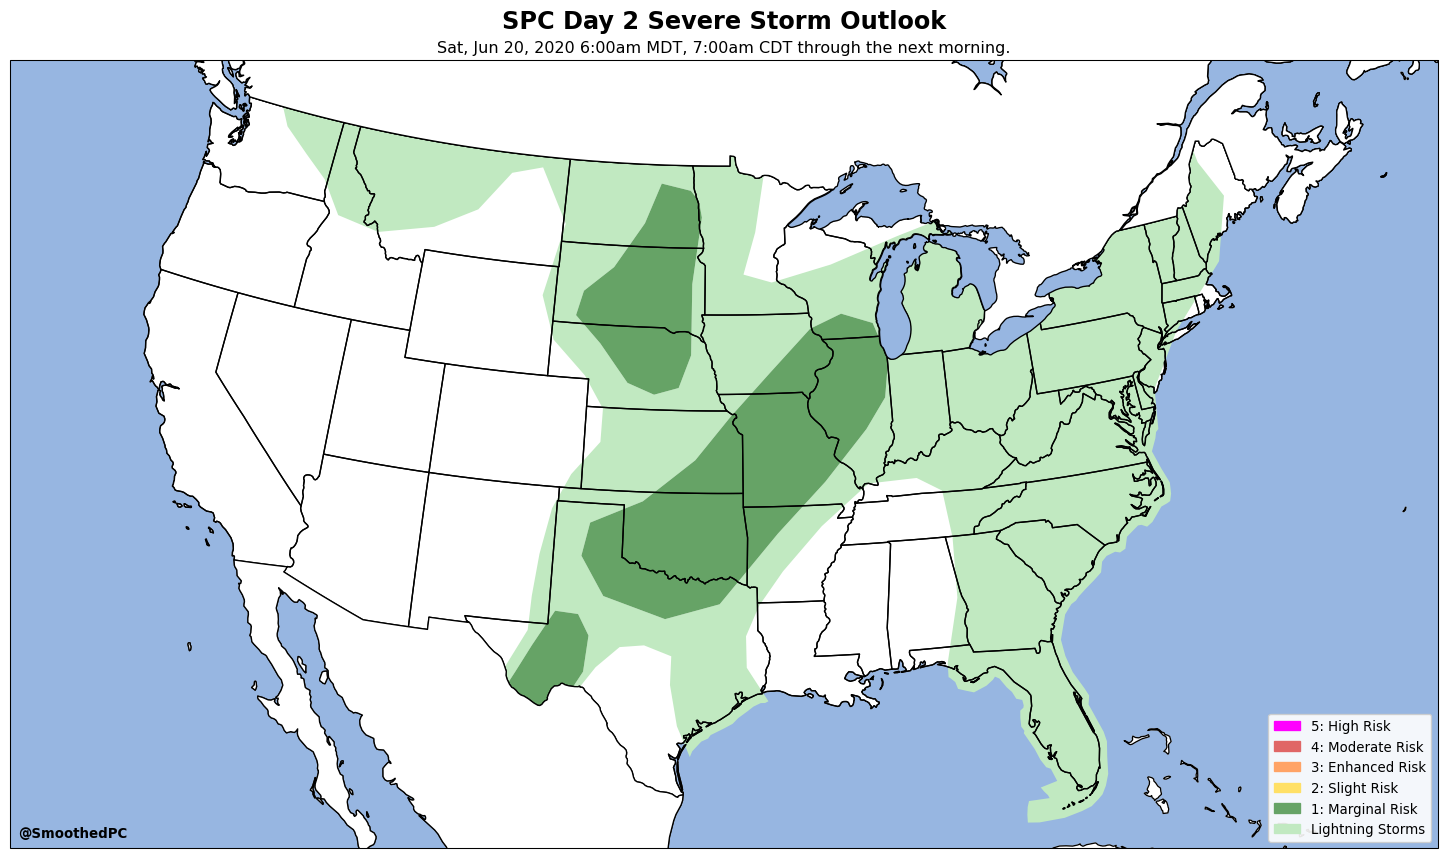 SPC Day 2 Severe Storm Outlook
Sat, Jun 20, 2020 6:00am MDT, 7:00am CDT through the next morning.
5: High Risk
4: Moderate Risk
3: Enhanced Risk
2: Slight Risk
1: Marginal Risk
Lightning Storms
@SmoothedPC